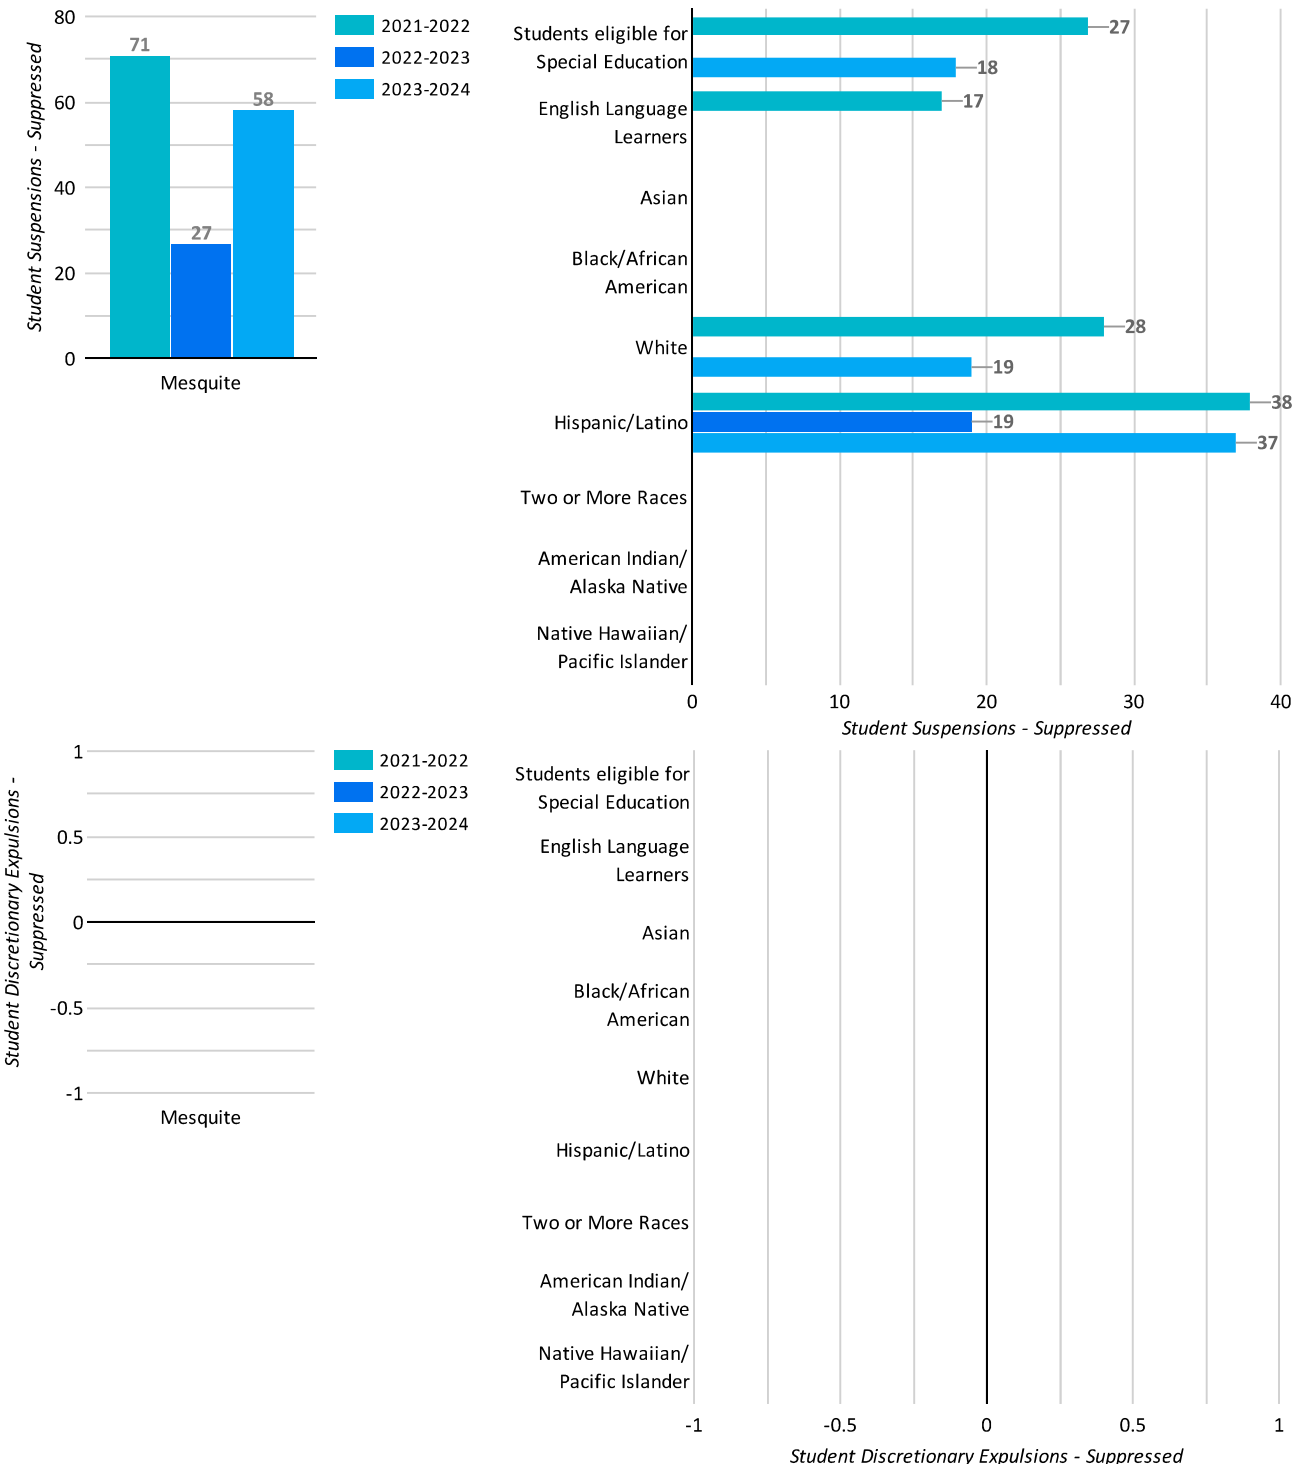 80
60
40
20
0
Student Suspensions - Suppressed
71
27
58
Mesquite
2021-2022
2022-2023
2023-2024
Students eligible for
Special Education
English Language
Learners
Asian
Black/African
American
White
Hispanic/Latino
Two or More Races
American Indian/
Alaska Native
Native Hawaiian/
Pacific Islander
27
18
17
28
19
38
19
37
0 10 20 30 40
Student Suspensions - Suppressed
1
0.5
0
-0.5
-1
Student Discretionary Expulsions -
Suppressed
Mesquite
2021-2022
2022-2023
2023-2024
Students eligible for
Special Education
English Language
Learners
Asian
Black/African
American
White
Hispanic/Latino
Two or More Races
American Indian/
Alaska Native
Native Hawaiian/
Pacific Islander
-1 -0.5 0 0.5 1
Student Discretionary Expulsions - Suppressed